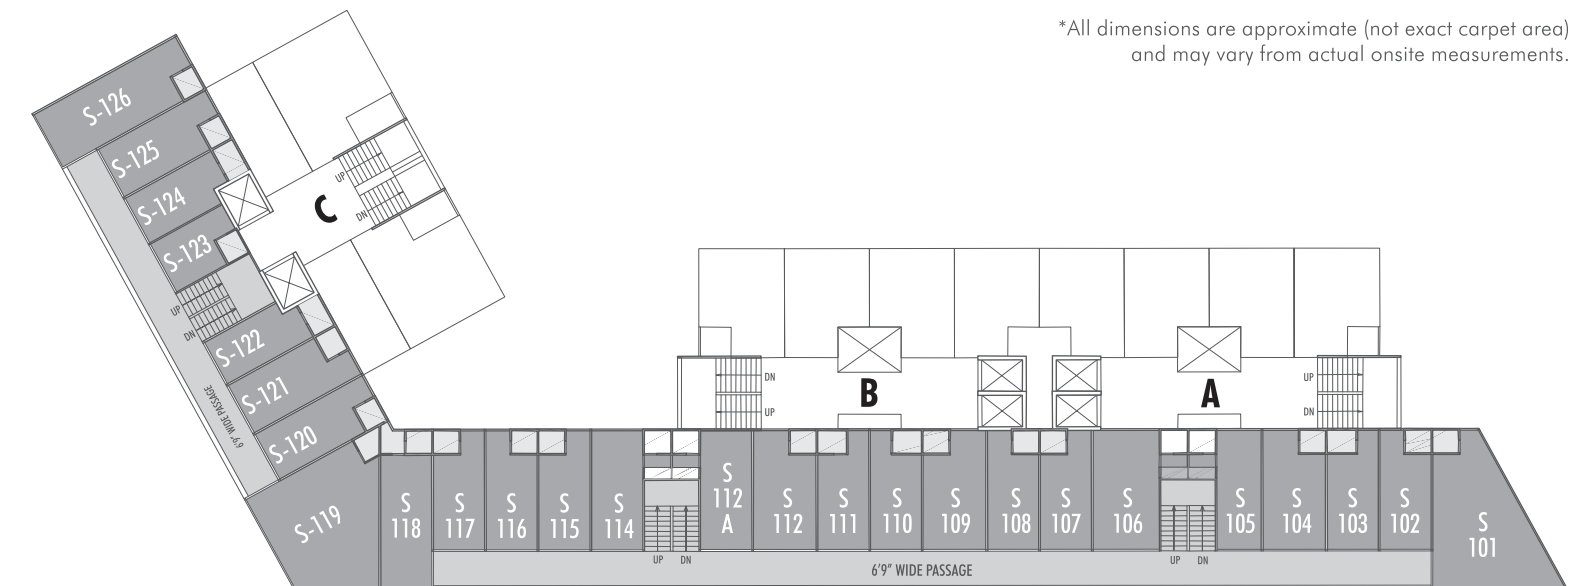 *All dimensions are approximate (not exact carpet area)
and may vary from actual onsite measurements.
S-126
S-125
S-124
S-123
UP
DN
S-122
S-121
S-120
S-119
6'9" WIDE PASSAGE
C
UP
DN
B
DN
UP
A
UP
DN
S
118
S
117
S
116
S
115
S
114
UP DN
S
112
A
S
112
S
111
S
110
S
109
S
108
S
107
S
106
UP DN
S
105
S
104
S
103
S
102
S
101
6'9" WIDE PASSAGE